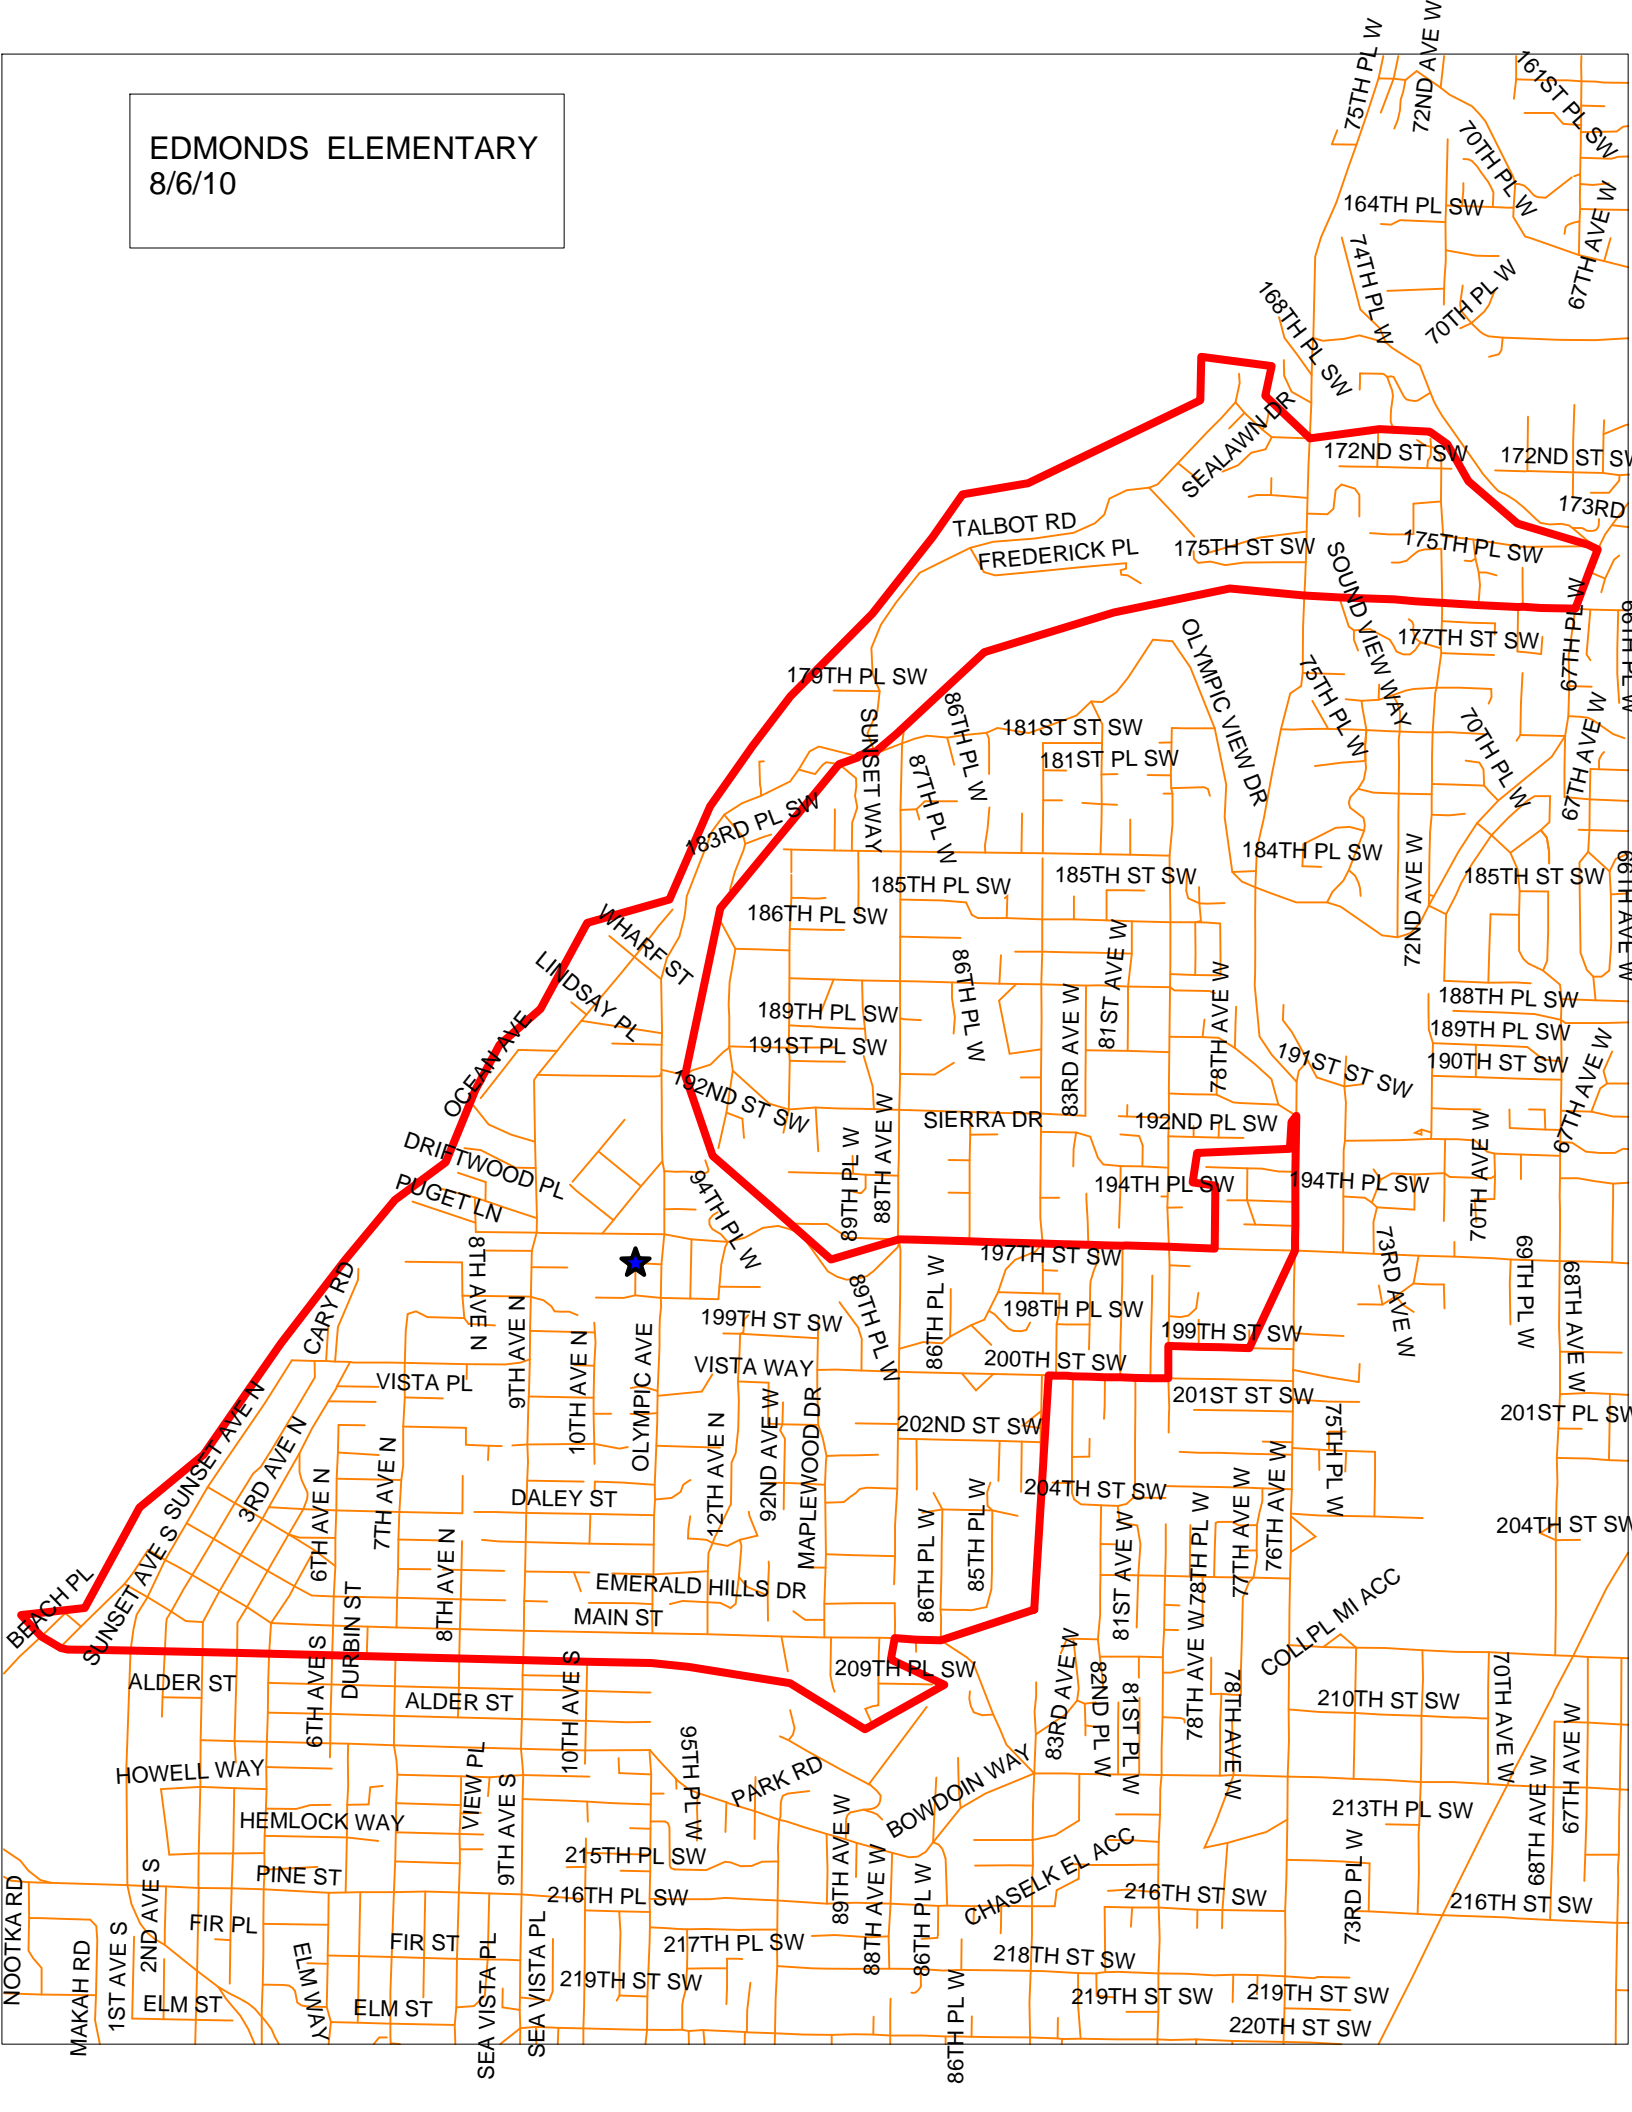 EDMONDS  ELEMENTARY
8/6/10
75TH PL W
72ND AVE W
161ST PL SW
70TH PL W
164TH PL SW
67TH AVE W
74TH PL W
70TH PL W
168TH PL SW
SEALAWN DR
172ND ST SW
172ND ST SW
173RD
TALBOT RD
FREDERICK PL
175TH ST SW
175TH PL SW
SOUND VIEW WAY
177TH ST SW
67TH PL W
66TH PL W
179TH PL SW
OLYMPIC VIEW DR
75TH PL W
SUNSET WAY
86TH PL W
181ST ST SW
181ST PL SW
70TH PL W
67TH AVE W
87TH PL W
183RD PL SW
184TH PL SW
72ND AVE W
185TH PL SW
185TH ST SW
185TH ST SW
66TH AVE W
186TH PL SW
WHARF ST
LINDSAY PL
86TH PL W
81ST AVE W
83RD AVE W
78TH AVE W
188TH PL SW
189TH PL SW
189TH PL SW
191ST PL SW
191ST ST SW
190TH ST SW
67TH AVE W
OCEAN AVE
192ND ST SW
SIERRA DR
192ND PL SW
70TH AVE W
DRIFTWOOD PL
PUGET LN
94TH PL W
89TH PL W
88TH AVE W
194TH PL SW
194TH PL SW
8TH AVE N
197TH ST SW
73RD AVE W
69TH PL W
68TH AVE W
CARY RD
9TH AVE N
10TH AVE N
OLYMPIC AVE
199TH ST SW
89TH PL W
86TH PL W
198TH PL SW
199TH ST SW
VISTA PL
VISTA WAY
200TH ST SW
201ST ST SW
201ST PL SW
SUNSET AVE N
3RD AVE N
6TH AVE N
7TH AVE N
12TH AVE N
92ND AVE W
MAPLEWOOD DR
202ND ST SW
75TH PL W
DALEY ST
204TH ST SW
204TH ST SW
86TH PL W
85TH PL W
81ST AVE W
78TH PL W
77TH AVE W
76TH AVE W
BEACH PL
SUNSET AVE S
8TH AVE N
EMERALD HILLS DR
MAIN ST
COLLPL MI ACC
ALDER ST
6TH AVE S
DURBIN ST
ALDER ST
10TH AVE S
209TH PL SW
83RD AVE W
82ND PL W
81ST PL W
78TH AVE W
78TH AVE W
210TH ST SW
70TH AVE W
67TH AVE W
HOWELL WAY
VIEW PL
9TH AVE S
95TH PL W
PARK RD
BOWDOIN WAY
HEMLOCK WAY
213TH PL SW
68TH AVE W
215TH PL SW
89TH AVE W
88TH AVE W
86TH PL W
CHASELK EL ACC
PINE ST
216TH PL SW
216TH ST SW
73RD PL W
216TH ST SW
NOOTKA RD
MAKAH RD
1ST AVE S
2ND AVE S
FIR PL
ELM WAY
FIR ST
SEA VISTA PL
SEA VISTA PL
217TH PL SW
218TH ST SW
219TH ST SW
219TH ST SW
219TH ST SW
ELM ST
ELM ST
86TH PL W
220TH ST SW